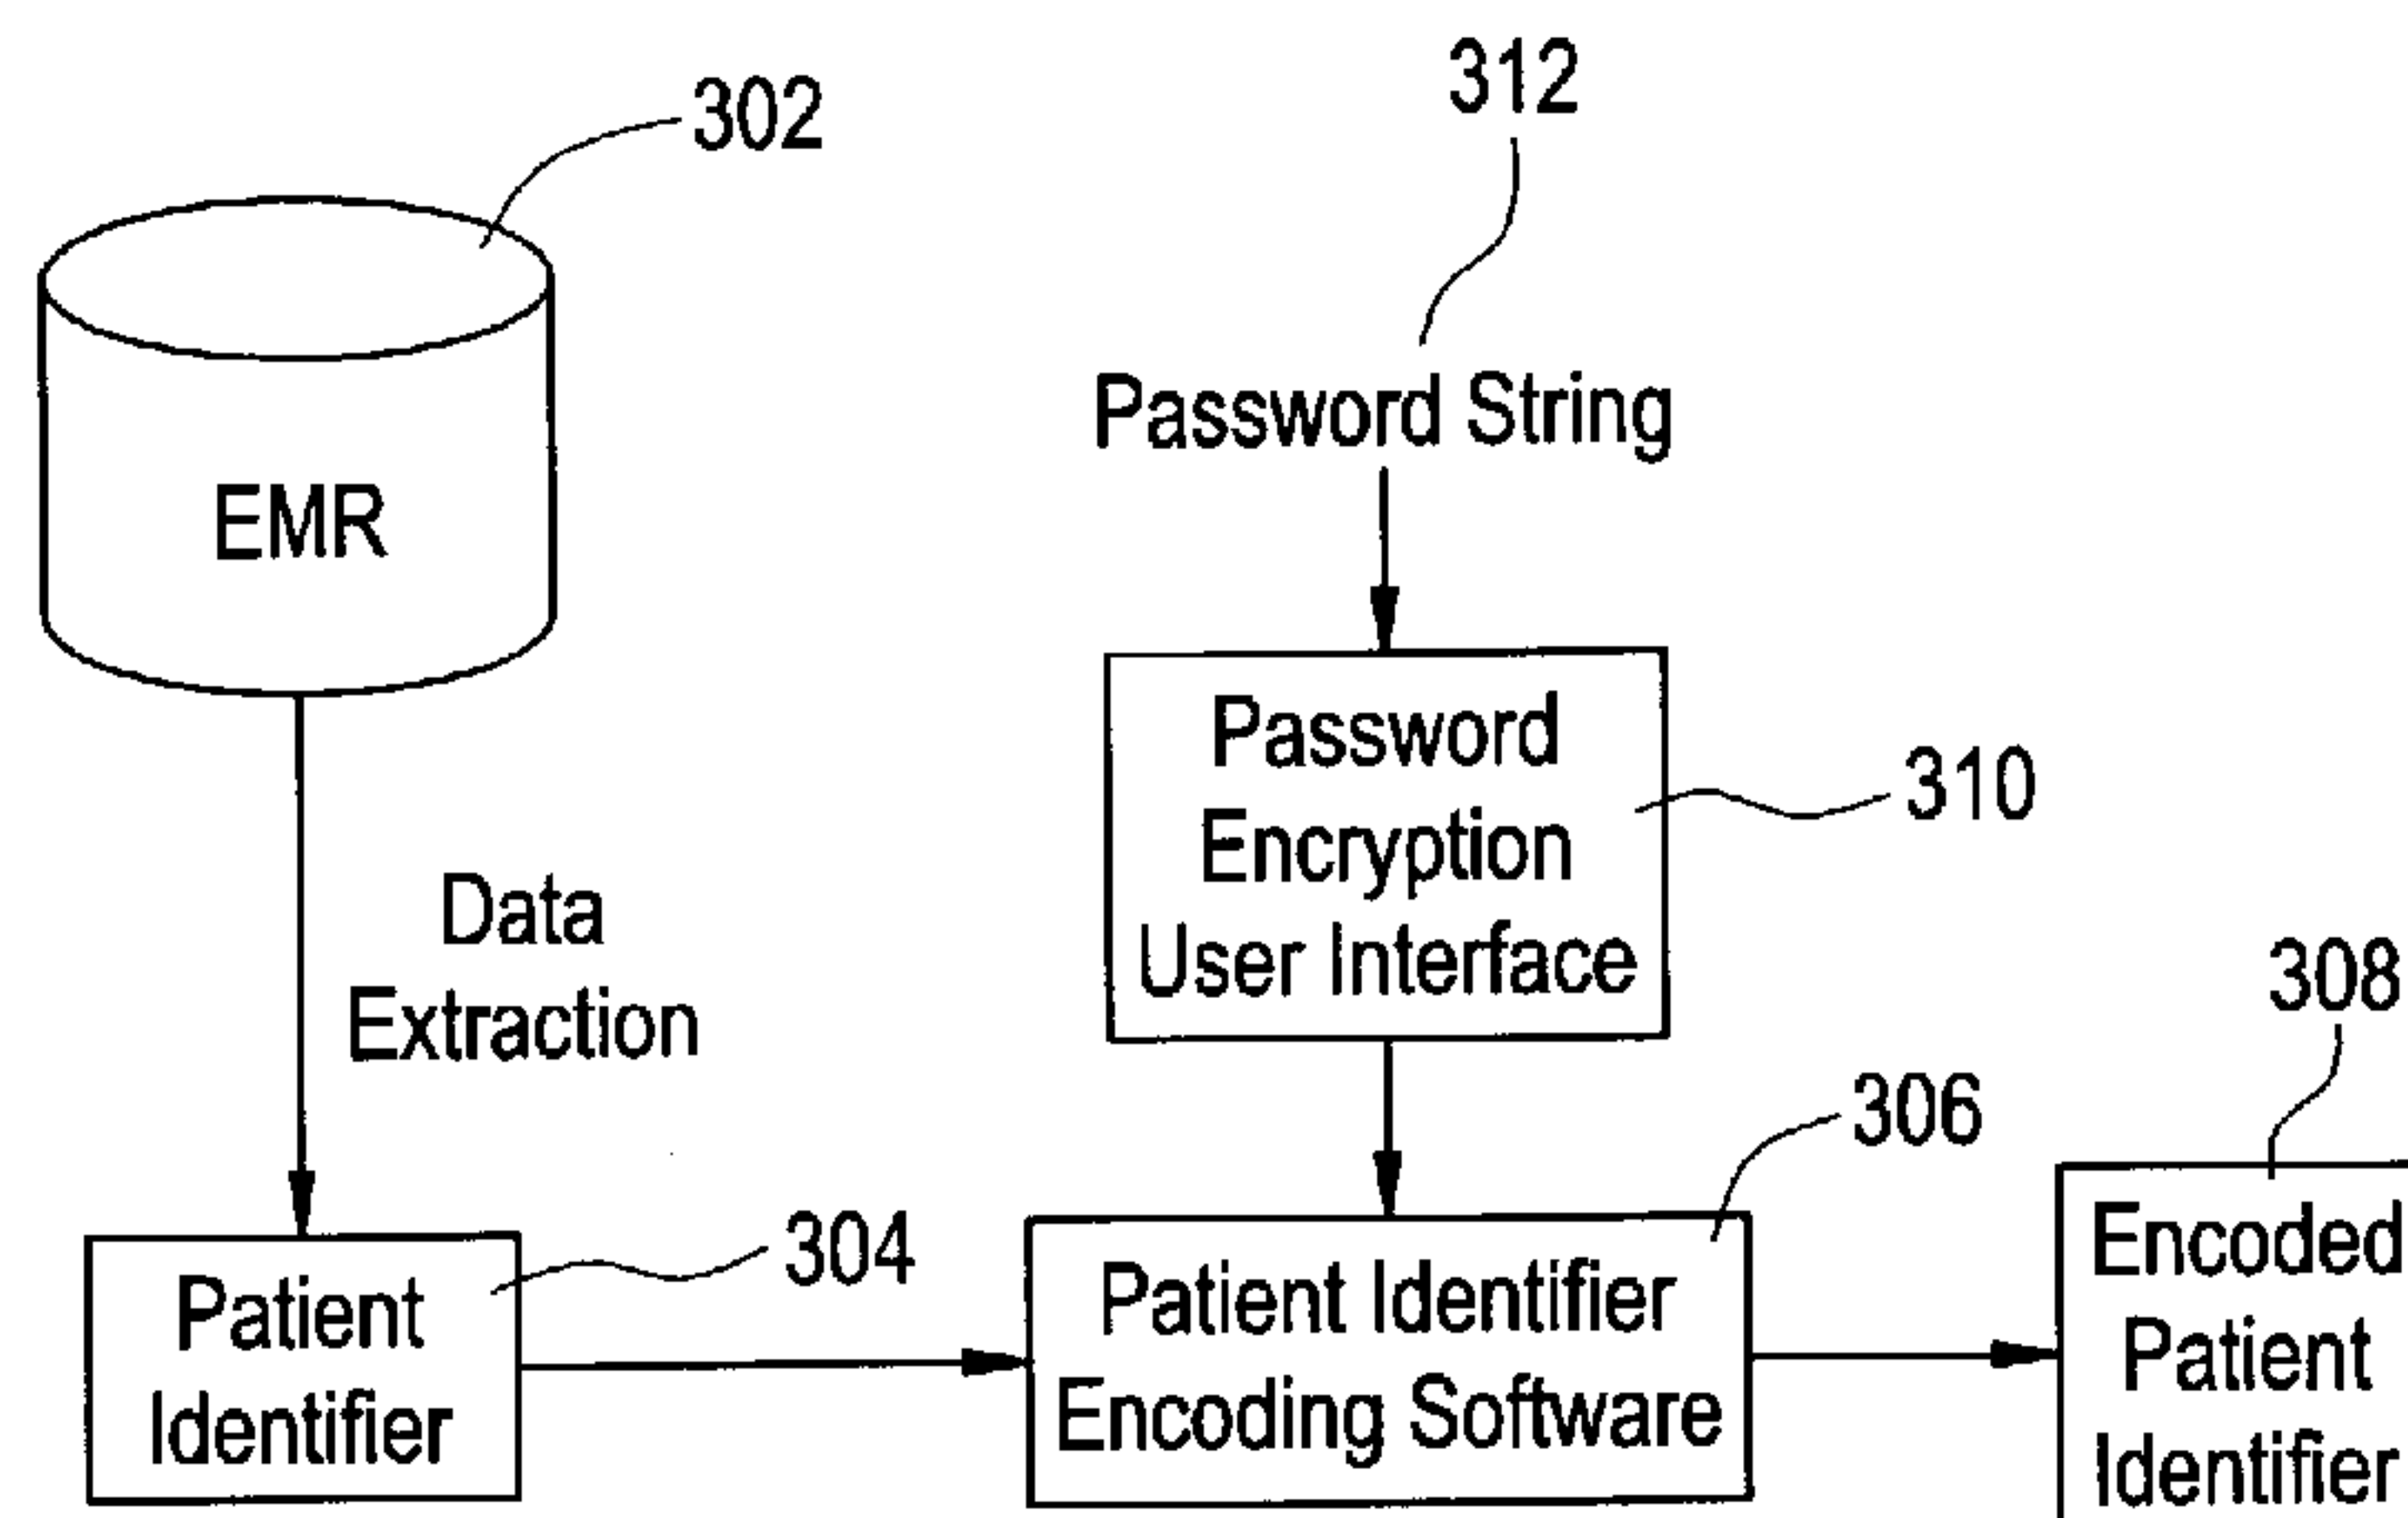 302
312
EMR
Password String
Password
Encryption
User Interface
310
Data
Extraction
308
306
304
Patient
Identifier
Patient Identifier
Encoding Software
Encoded
Patient
Identifier